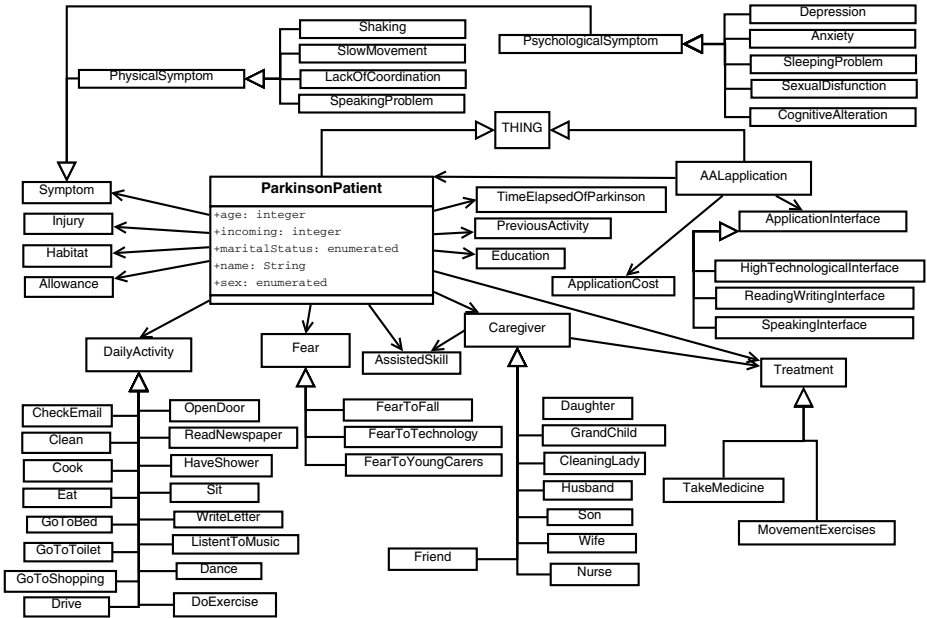 Depression
Shaking
Anxiety
PsychologicalSymptom
SlowMovement
SleepingProblem
PhysicalSymptom
LackOfCoordination
SexualDisfunction
SpeakingProblem
CognitiveAlteration
THING
AALapplication
Symptom
ParkinsonPatient
TimeElapsedOfParkinson
+age: integer
+incoming: integer
+maritalStatus: enumerated
+name: String
+sex: enumerated
Injury
PreviousActivity
ApplicationInterface
Habitat
Education
HighTechnologicalInterface
Allowance
ApplicationCost
ReadingWritingInterface
SpeakingInterface
Caregiver
DailyActivity
Fear
AssistedSkill
Treatment
CheckEmail
OpenDoor
FearToFall
Daughter
Clean
ReadNewspaper
FearToTechnology
GrandChild
Cook
HaveShower
FearToYoungCarers
CleaningLady
Eat
Sit
Husband
TakeMedicine
GoToBed
WriteLetter
Son
MovementExercises
GoToToilet
ListentToMusic
Wife
Friend
GoToShopping
Dance
Nurse
Drive
DoExercise